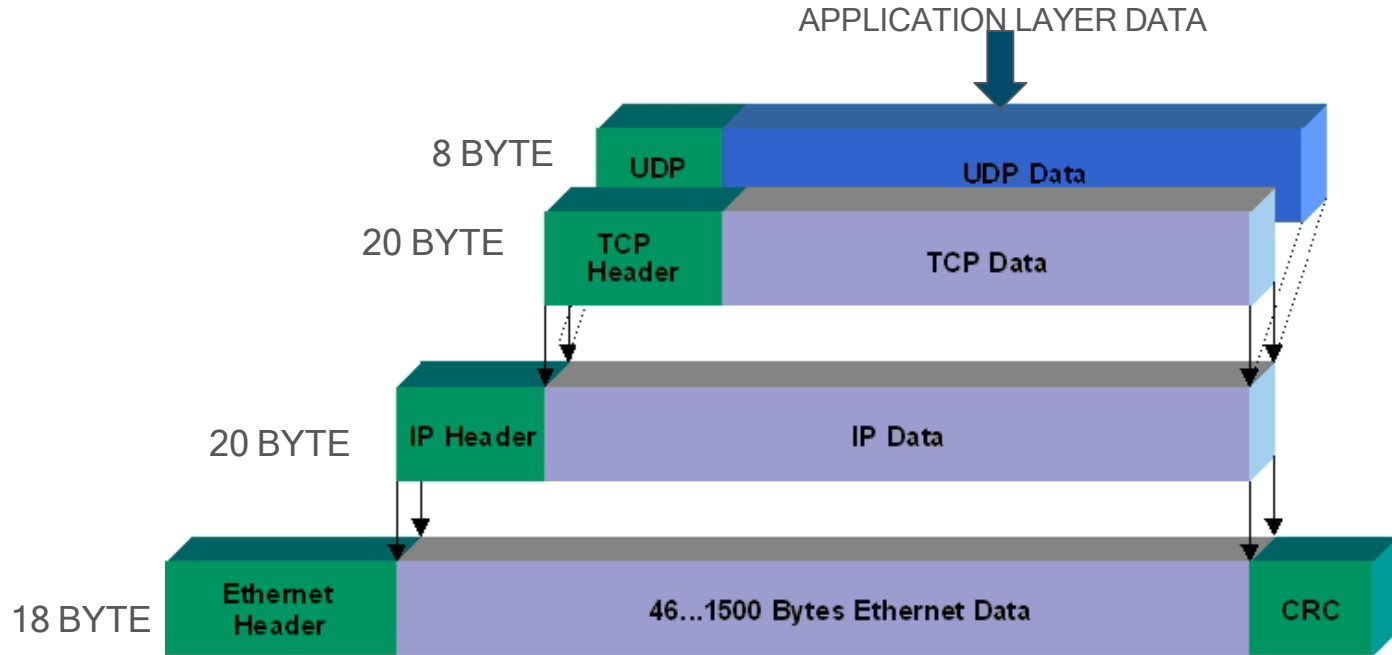 APPLICATION LAYER DATA
8 BYTE
UDP
UDP Data
20 BYTE
TCP
Header
TCP Data
20 BYTE
IP Header
IP Data
18 BYTE
Ethernet
Header
46...1500 Bytes Ethernet Data
CRC